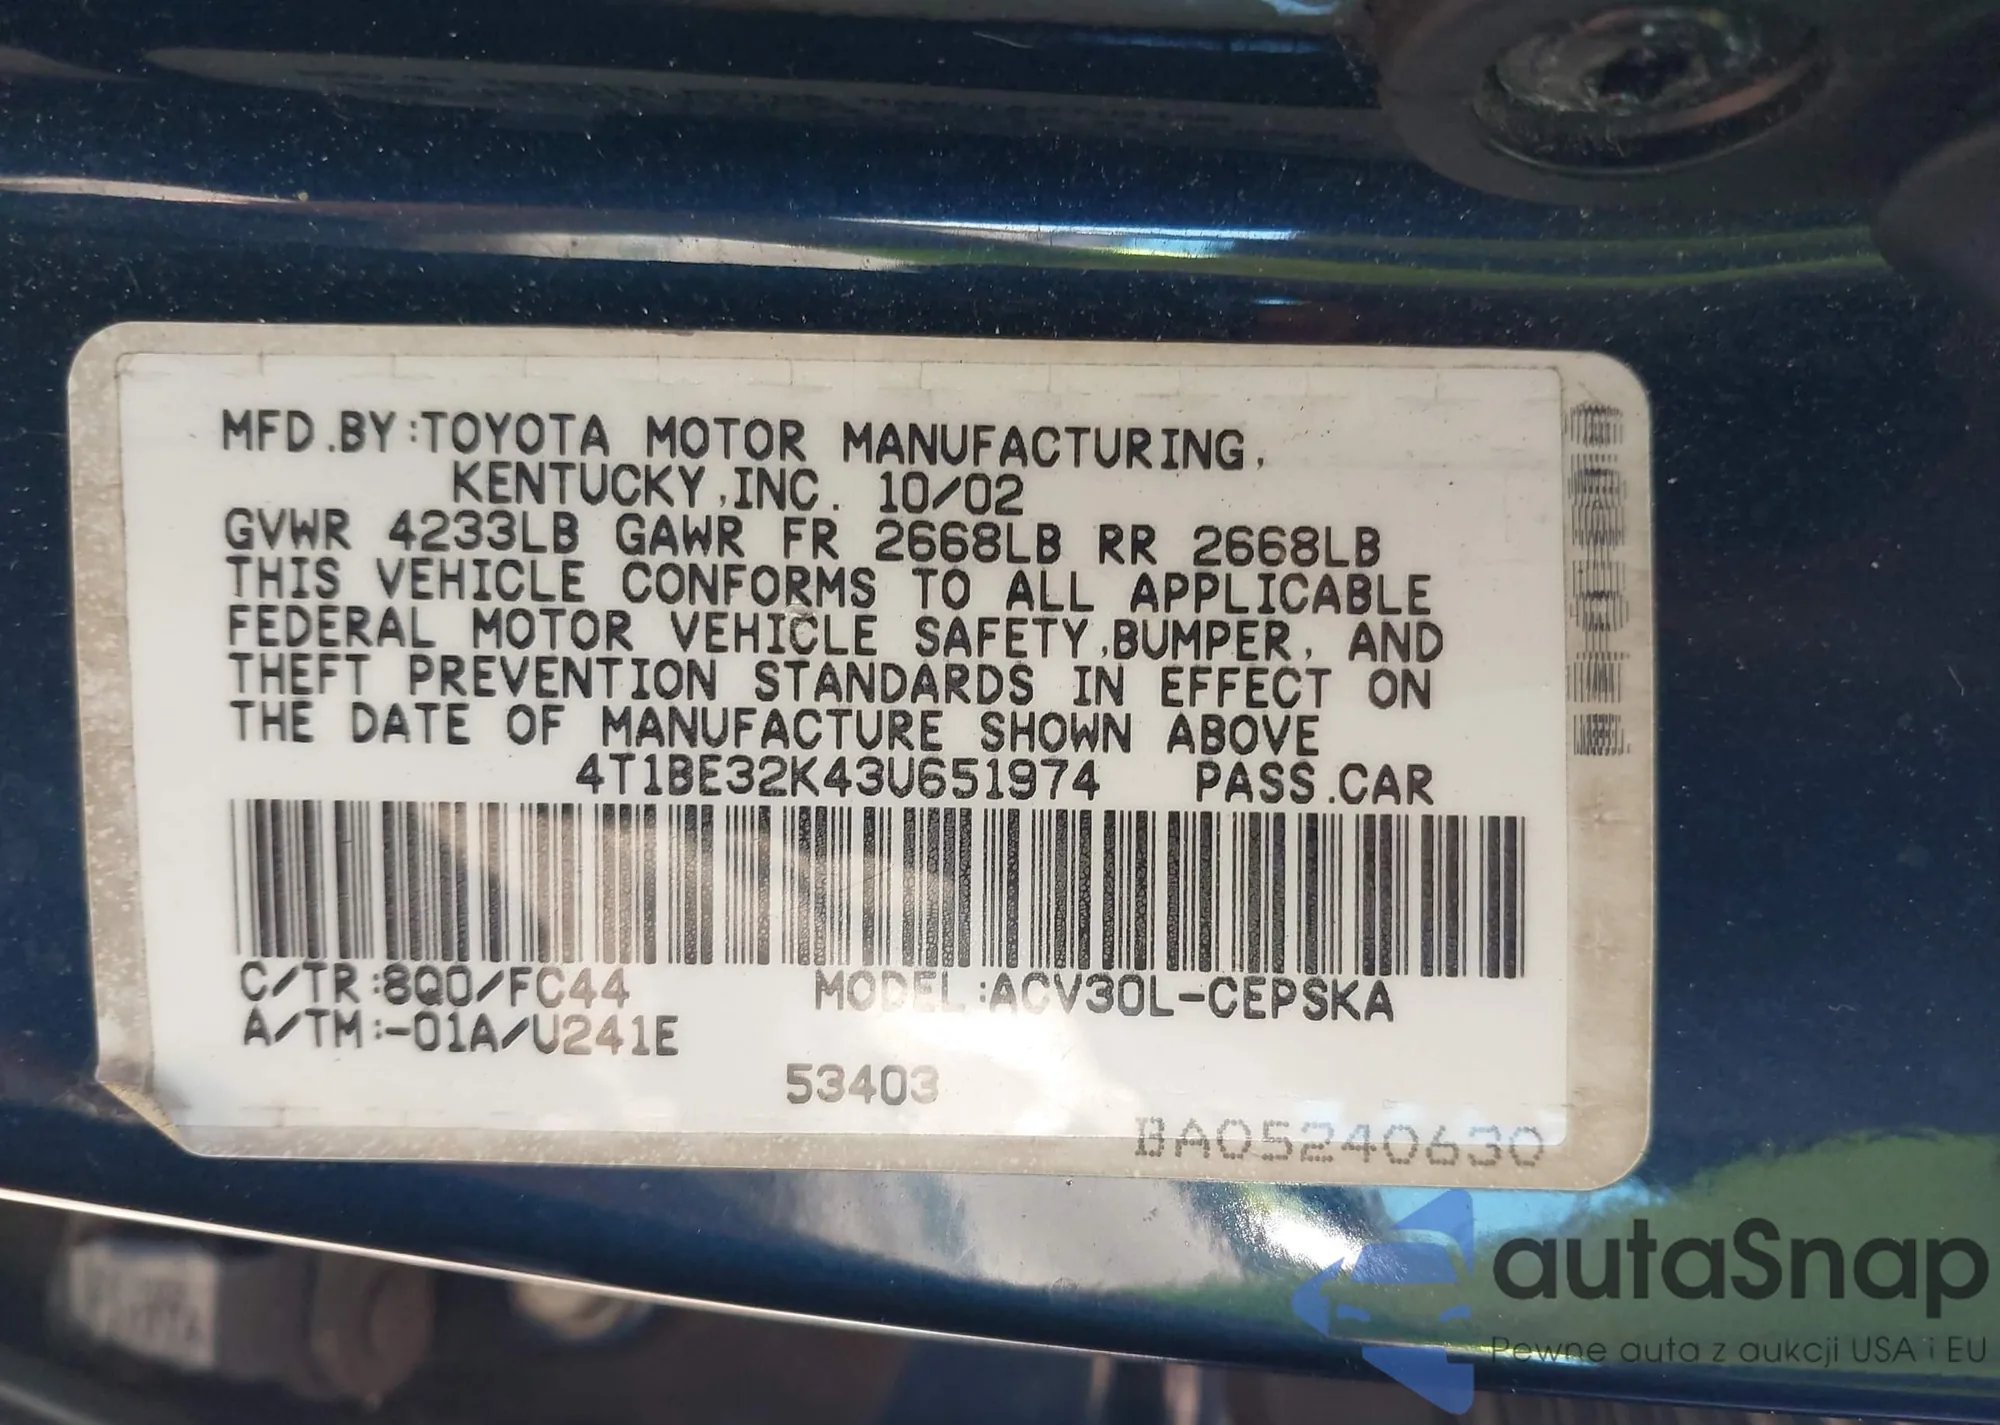 MFD.BY:TOYOTA MOTOR MANUFACTURING,
KENTUCKY,INC. 10/02
GVWR 4233LB GAWR FR 2668LB RR 2668LB
THIS VEHICLE CONFORMS TO ALL APPLICABLE
FEDERAL MOTOR VEHICLE SAFETY,BUMPER, AND
THEFT PREVENTION STANDARDS IN EFFECT ON
THE DATE OF MANUFACTURE SHOWN ABOVE
4T1BE32K43U651974 PASS.CAR
C/TR:8Q0/FC44 MODEL:ACV30L-CEPSKA
A/TM:-01A/U241E
53403
BA05240630
autaSnap
Pewne auta z aukcji USA i EU